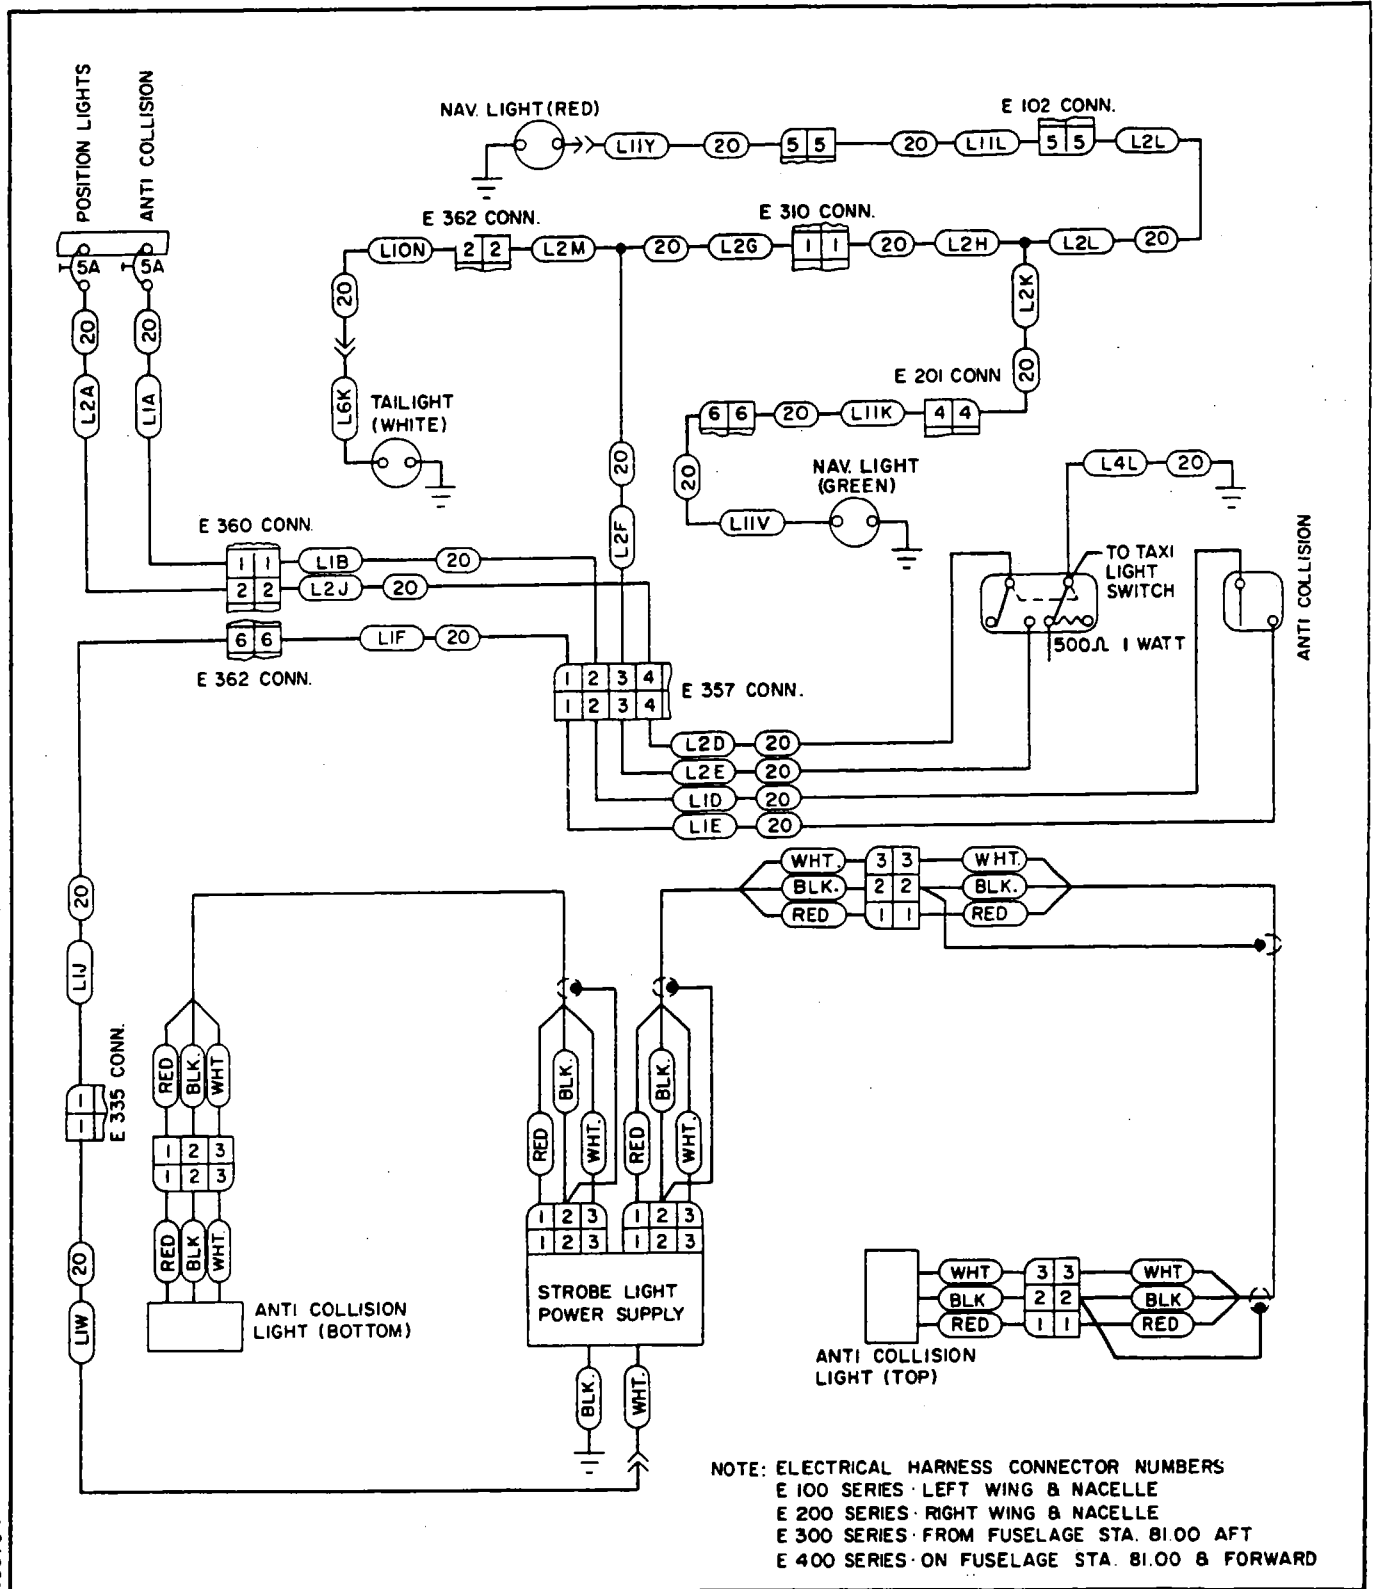 POSITION LIGHTS
ANTI COLLISION
5A
5A
20
20
L2A
L1A
NAV. LIGHT (RED)
L11Y
20
5 5
20
L11L
E 102 CONN.
5 5
L2L
E 362 CONN.
L10N
2 2
L2M
20
L2G
E 310 CONN.
1 1
20
L2H
L2L
20
20
L6K
TAILIGHT
(WHITE)
L2K
20
E 201 CONN
6 6
20
L11K
4 4
20
L11V
NAV. LIGHT
(GREEN)
20
L2F
L4L
20
TO TAXI
LIGHT
SWITCH
500Ω 1 WATT
ANTI COLLISION
E 360 CONN.
1 1
L1B
20
2 2
L2J
20
6 6
L1F
20
E 362 CONN.
1 2 3 4
1 2 3 4
E 357 CONN.
L2D
20
L2E
20
L1D
20
L1E
20
WHT.
3 3
WHT.
BLK.
2 2
BLK.
RED
1 1
RED
20
L1J
1
1
E 335 CONN.
20
L1W
RED
BLK.
WHT
1 2 3
1 2 3
RED
BLK
WHT.
ANTI COLLISION
LIGHT (BOTTOM)
RED
BLK.
WHT.
RED
BLK.
WHT.
1 2 3
1 2 3
1 2 3
1 2 3
STROBE LIGHT
POWER SUPPLY
BLK.
WHT.
WHT
3 3
WHT
BLK
2 2
BLK
RED
1 1
RED
ANTI COLLISION
LIGHT (TOP)
NOTE: ELECTRICAL HARNESS CONNECTOR NUMBERS
E 100 SERIES · LEFT WING & NACELLE
E 200 SERIES · RIGHT WING & NACELLE
E 300 SERIES · FROM FUSELAGE STA. 81.00 AFT
E 400 SERIES · ON FUSELAGE STA. 81.00 & FORWARD